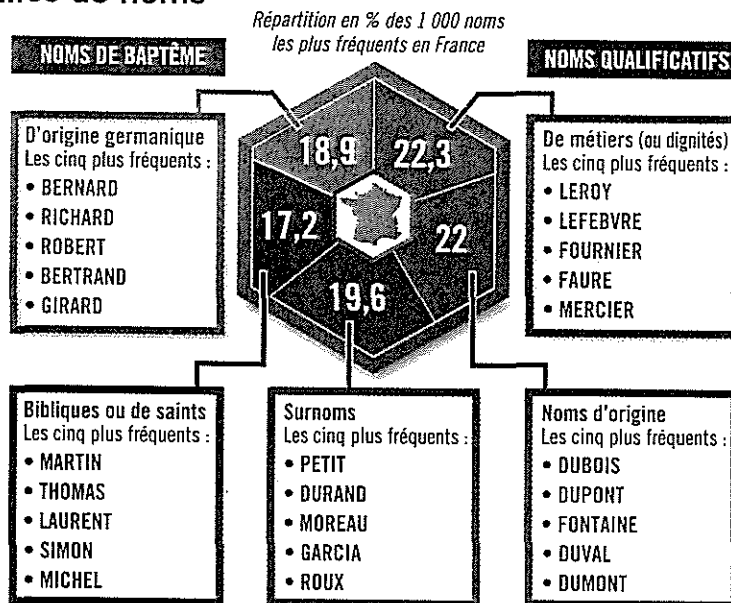 Répartition en % des 1 000 noms
les plus fréquents en France
NOMS DE BAPTÊME
NOMS QUALIFICATIFS
D'origine germanique
Les cinq plus fréquents :
• BERNARD
• RICHARD
• ROBERT
• BERTRAND
• GIRARD
18,9
22,3
17,2
22
19,6
De métiers (ou dignités)
Les cinq plus fréquents :
• LEROY
• LEFEBVRE
• FOURNIER
• FAURE
• MERCIER
Bibliques ou de saints
Les cinq plus fréquents :
• MARTIN
• THOMAS
• LAURENT
• SIMON
• MICHEL
Surnoms
Les cinq plus fréquents :
• PETIT
• DURAND
• MOREAU
• GARCIA
• ROUX
Noms d'origine
Les cinq plus fréquents :
• DUBOIS
• DUPONT
• FONTAINE
• DUVAL
• DUMONT